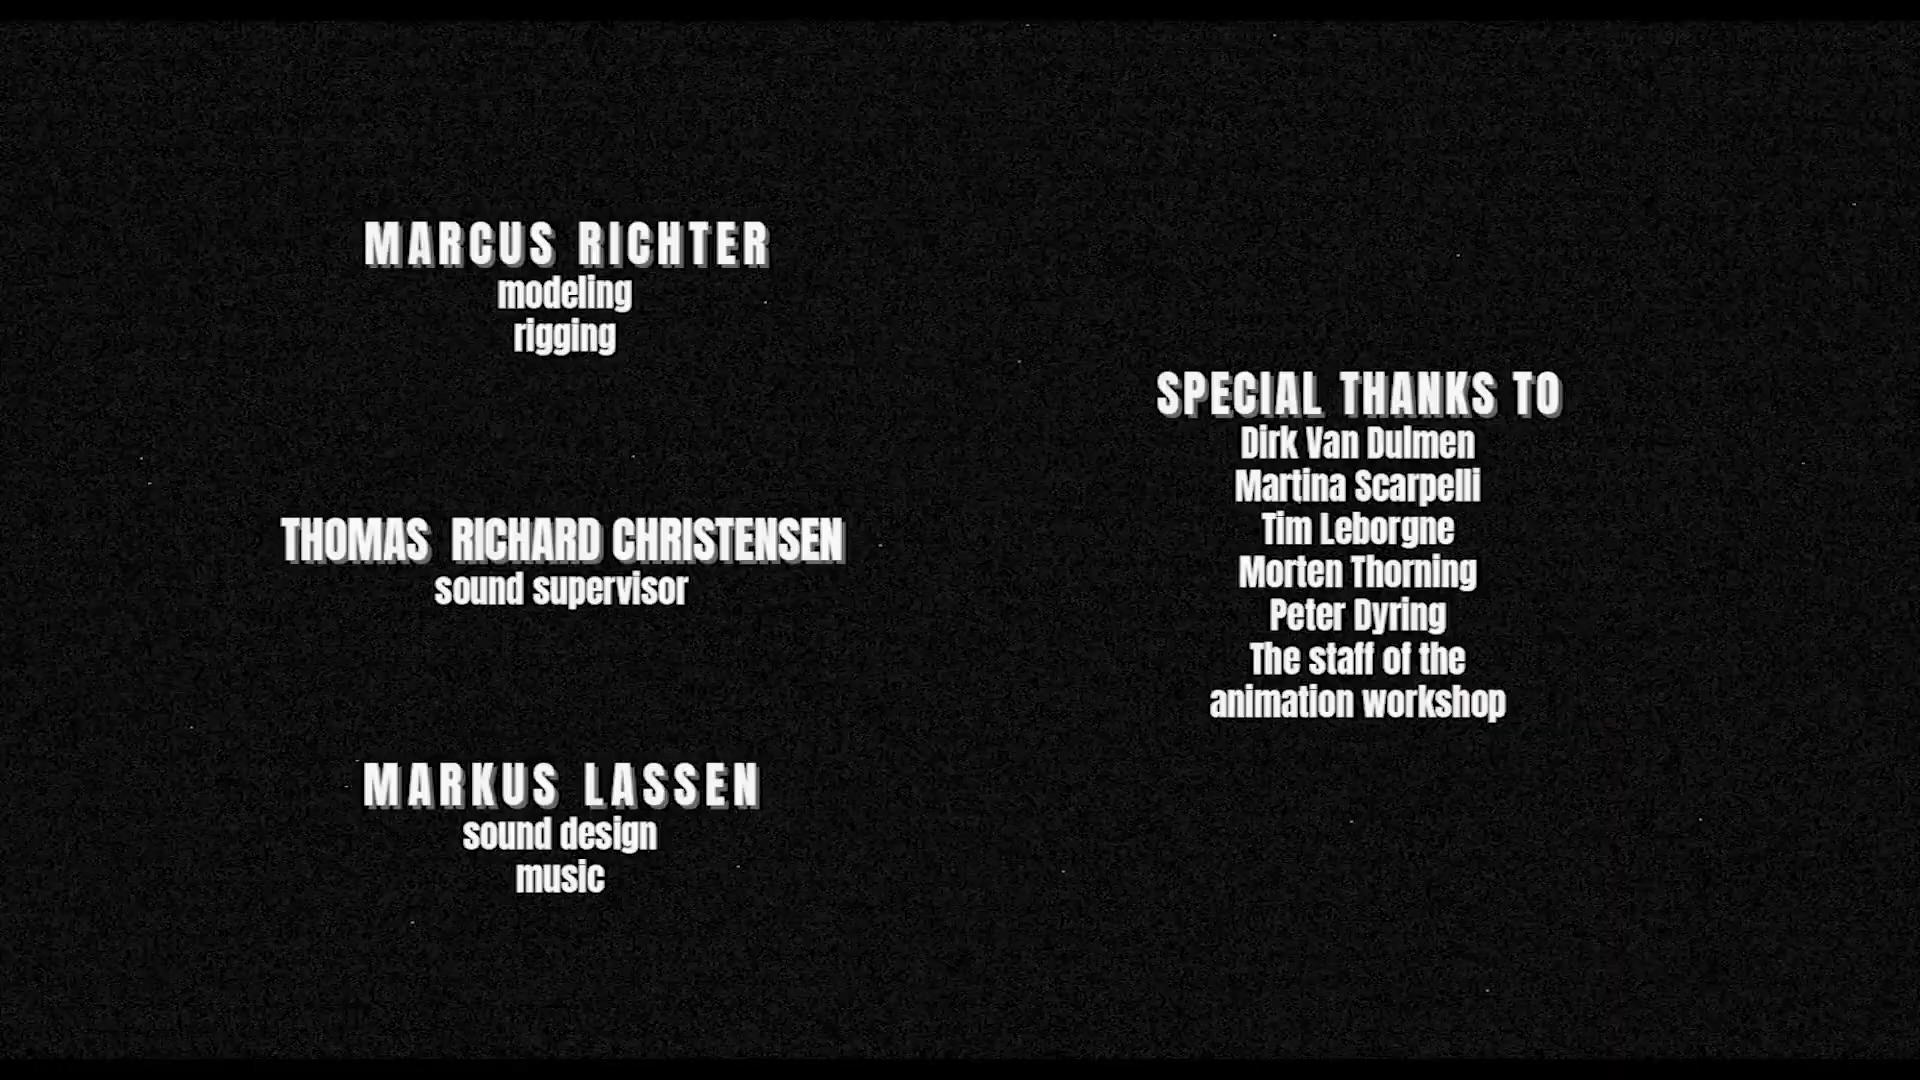 MARCUS RICHTER
modeling
rigging
THOMAS RICHARD CHRISTENSEN
sound supervisor
MARKUS LASSEN
sound design
music
SPECIAL THANKS TO
Dirk Van Dulmen
Martina Scarpelli
Tim Leborgne
Morten Thorning
Peter Dyring
The staff of the
animation workshop